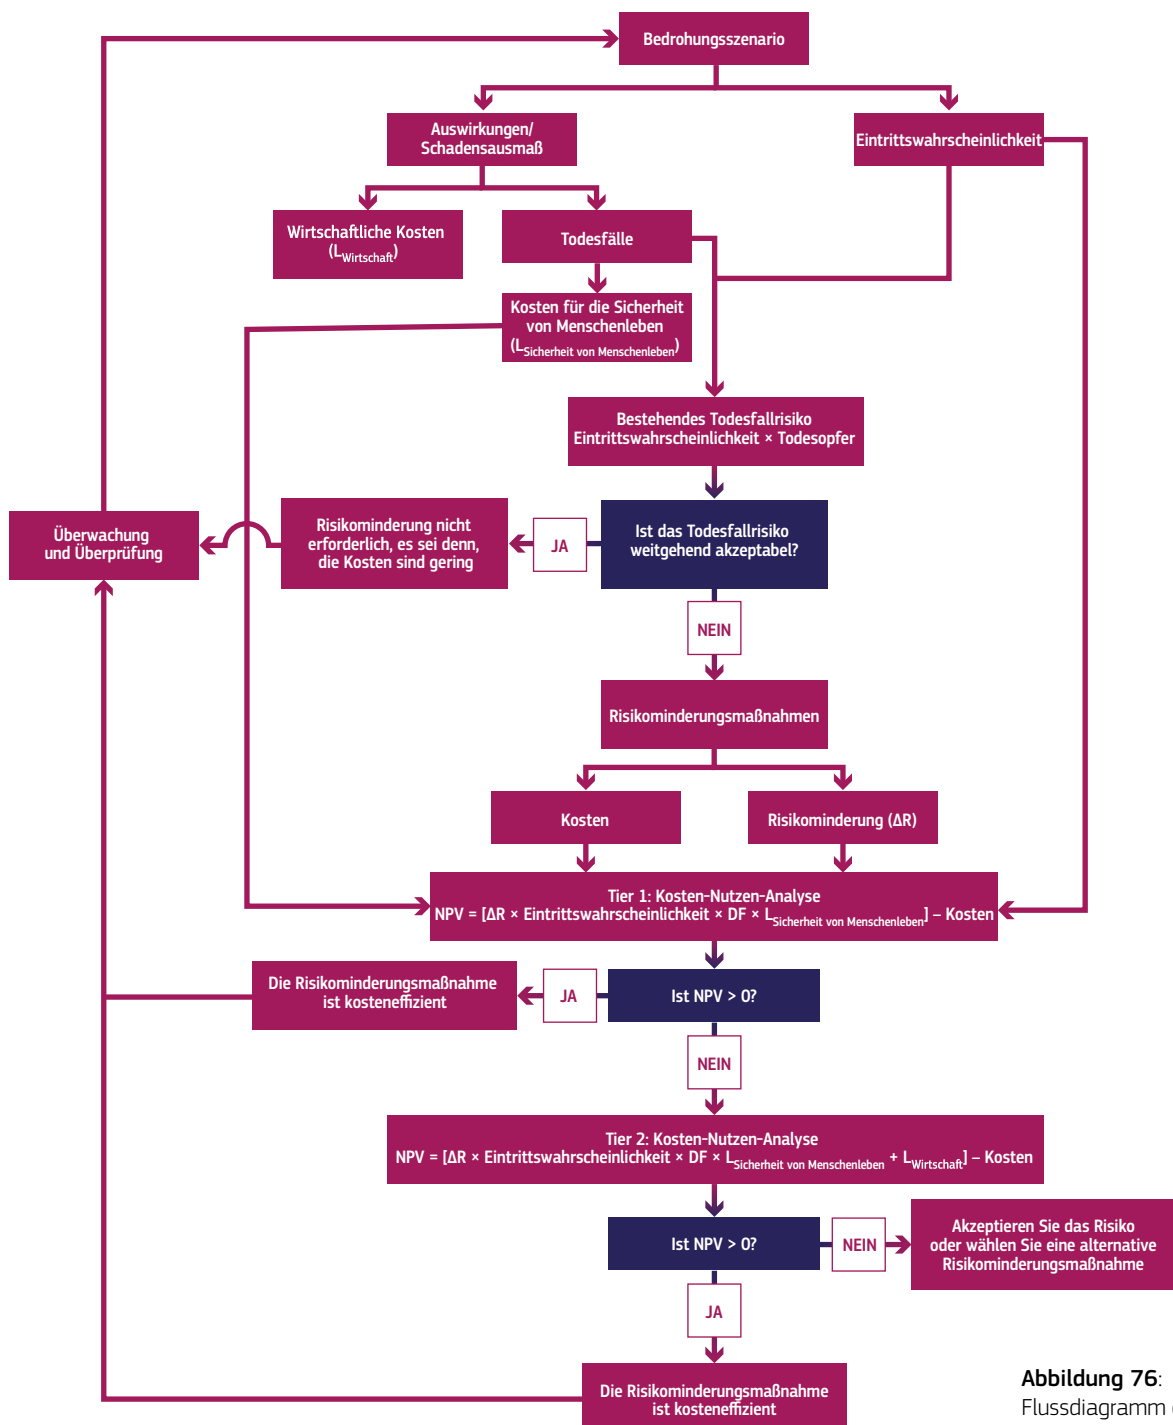 Bedrohungsszenario
Auswirkungen/
Schadensausmaß
Eintrittswahrscheinlichkeit
Wirtschaftliche Kosten
(LWirtschaft)
Todesfälle
Kosten für die Sicherheit
von Menschenleben
(LSicherheit von Menschenleben)
Bestehendes Todesfallrisiko
Eintrittswahrscheinlichkeit × Todesopfer
Überwachung
und Überprüfung
Risikominderung nicht
erforderlich, es sei denn,
die Kosten sind gering
JA
Ist das Todesfallrisiko
weitgehend akzeptabel?
NEIN
Risikominderungsmaßnahmen
Kosten
Risikominderung (ΔR)
Tier 1: Kosten-Nutzen-Analyse
NPV = [ΔR × Eintrittswahrscheinlichkeit × DF × LSicherheit von Menschenleben] – Kosten
Die Risikominderungsmaßnahme
ist kosteneffizient
JA
Ist NPV > 0?
NEIN
Tier 2: Kosten-Nutzen-Analyse
NPV = [ΔR × Eintrittswahrscheinlichkeit × DF × LSicherheit von Menschenleben + LWirtschaft] – Kosten
Ist NPV > 0?
NEIN
Akzeptieren Sie das Risiko
oder wählen Sie eine alternative
Risikominderungsmaßnahme
JA
Die Risikominderungsmaßnahme
ist kosteneffizient
Abbildung 76:
Flussdiagramm